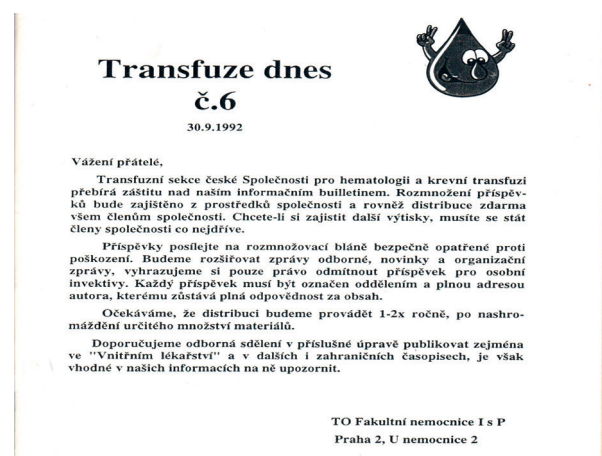 Transfuze dnes
č.6
30.9.1992
Vážení přátelé,
Transfuzní sekce české Společnosti pro hematologii a krevní transfuzi
přebírá záštitu nad naším informačním builletinem. Rozmnožení příspěv-
ků bude zajištěno z prostředků společnosti a rovněž distribuce zdarma
všem členům společnosti. Chcete-li si zajistit další výtisky, musíte se stát
členy společnosti co nejdříve.
Příspěvky posílejte na rozmnožovací bláně bezpečně opatřené proti
poškození. Budeme rozšiřovat zprávy odborné, novinky a organizační
zprávy, vyhrazujeme si pouze právo odmítnout příspěvek pro osobní
invektivy. Každý příspěvek musí být označen oddělením a plnou adresou
autora, kterému zůstává plná odpovědnost za obsah.
Očekáváme, že distribuci budeme provádět 1-2x ročně, po nashro-
máždění určitého množství materiálů.
Doporučujeme odborná sdělení v příslušné úpravě publikovat zejména
ve "Vnitřním lékařství" a v dalších i zahraničních časopisech, je však
vhodné v našich informacích na ně upozornit.
TO Fakultní nemocnice I s P
Praha 2, U nemocnice 2